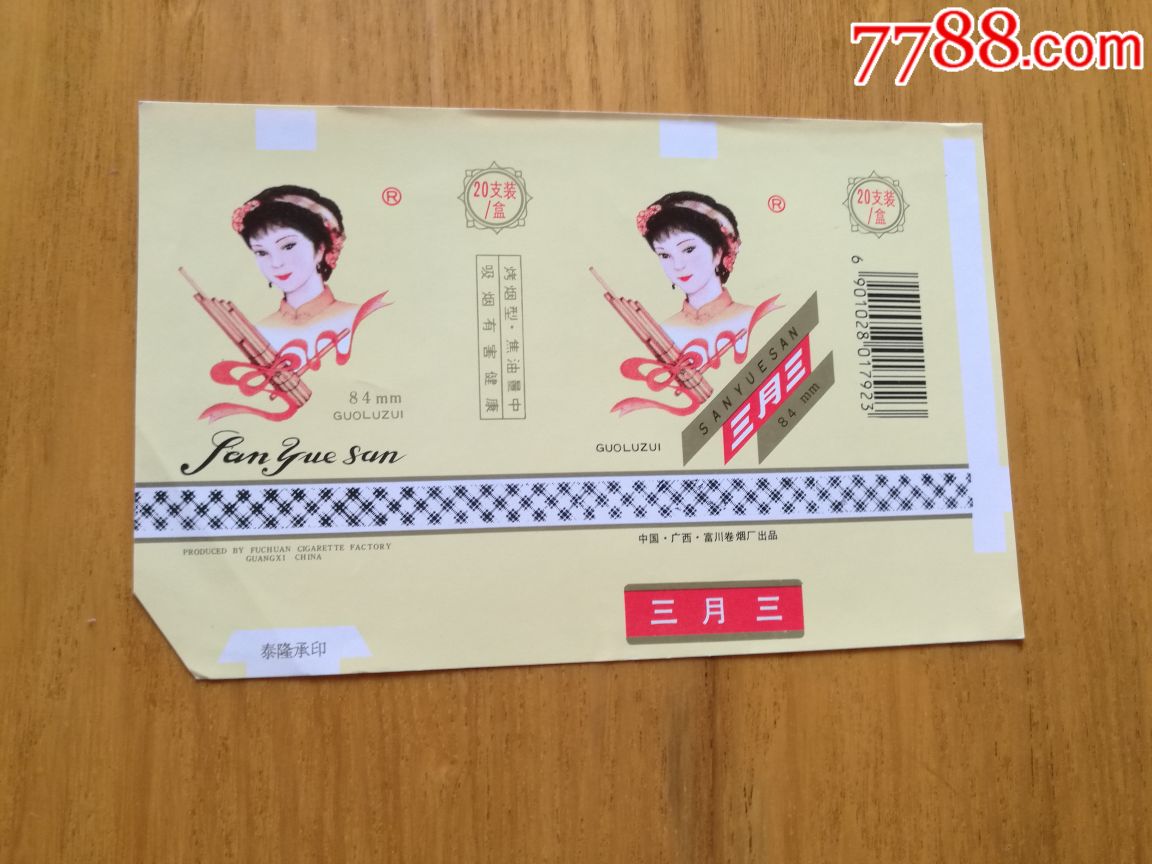 7788.com
®
20支装
/盒
烤烟型·焦油量中
吸烟有害健康
84mm
GUOLUZUI
San Yue san
PRODUCED BY FUCHUAN CIGARETTE FACTORY
GUANGXI CHINA
泰隆承印
®
20支装
/盒
6 901028 017923
SANYUESAN
三月三
84 mm
GUOLUZUI
中国·广西·富川卷烟厂出品
三月三